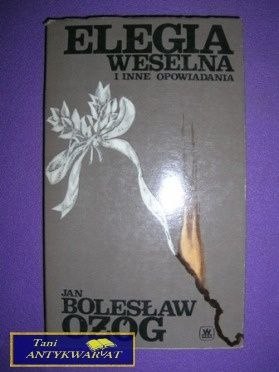 ELEGIA
WESELNA
I INNE OPOWIADANIA
JAN
BOLESŁAW
OŻÓG
Tani
ANTYKWARIAT